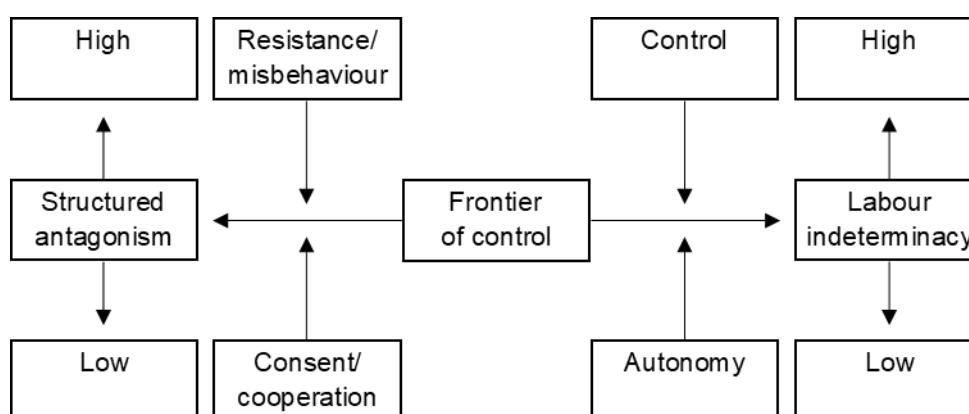 High
Resistance/
misbehaviour
Control
High
Structured
antagonism
Frontier
of control
Labour
indeterminacy
Low
Consent/
cooperation
Autonomy
Low